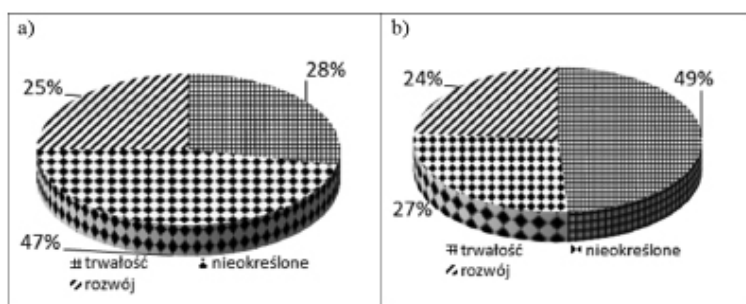 a)
28%
25%
47%
trwałość nieokreślone
rozwój
b)
49%
24%
27%
trwałość nieokreślone
rozwój